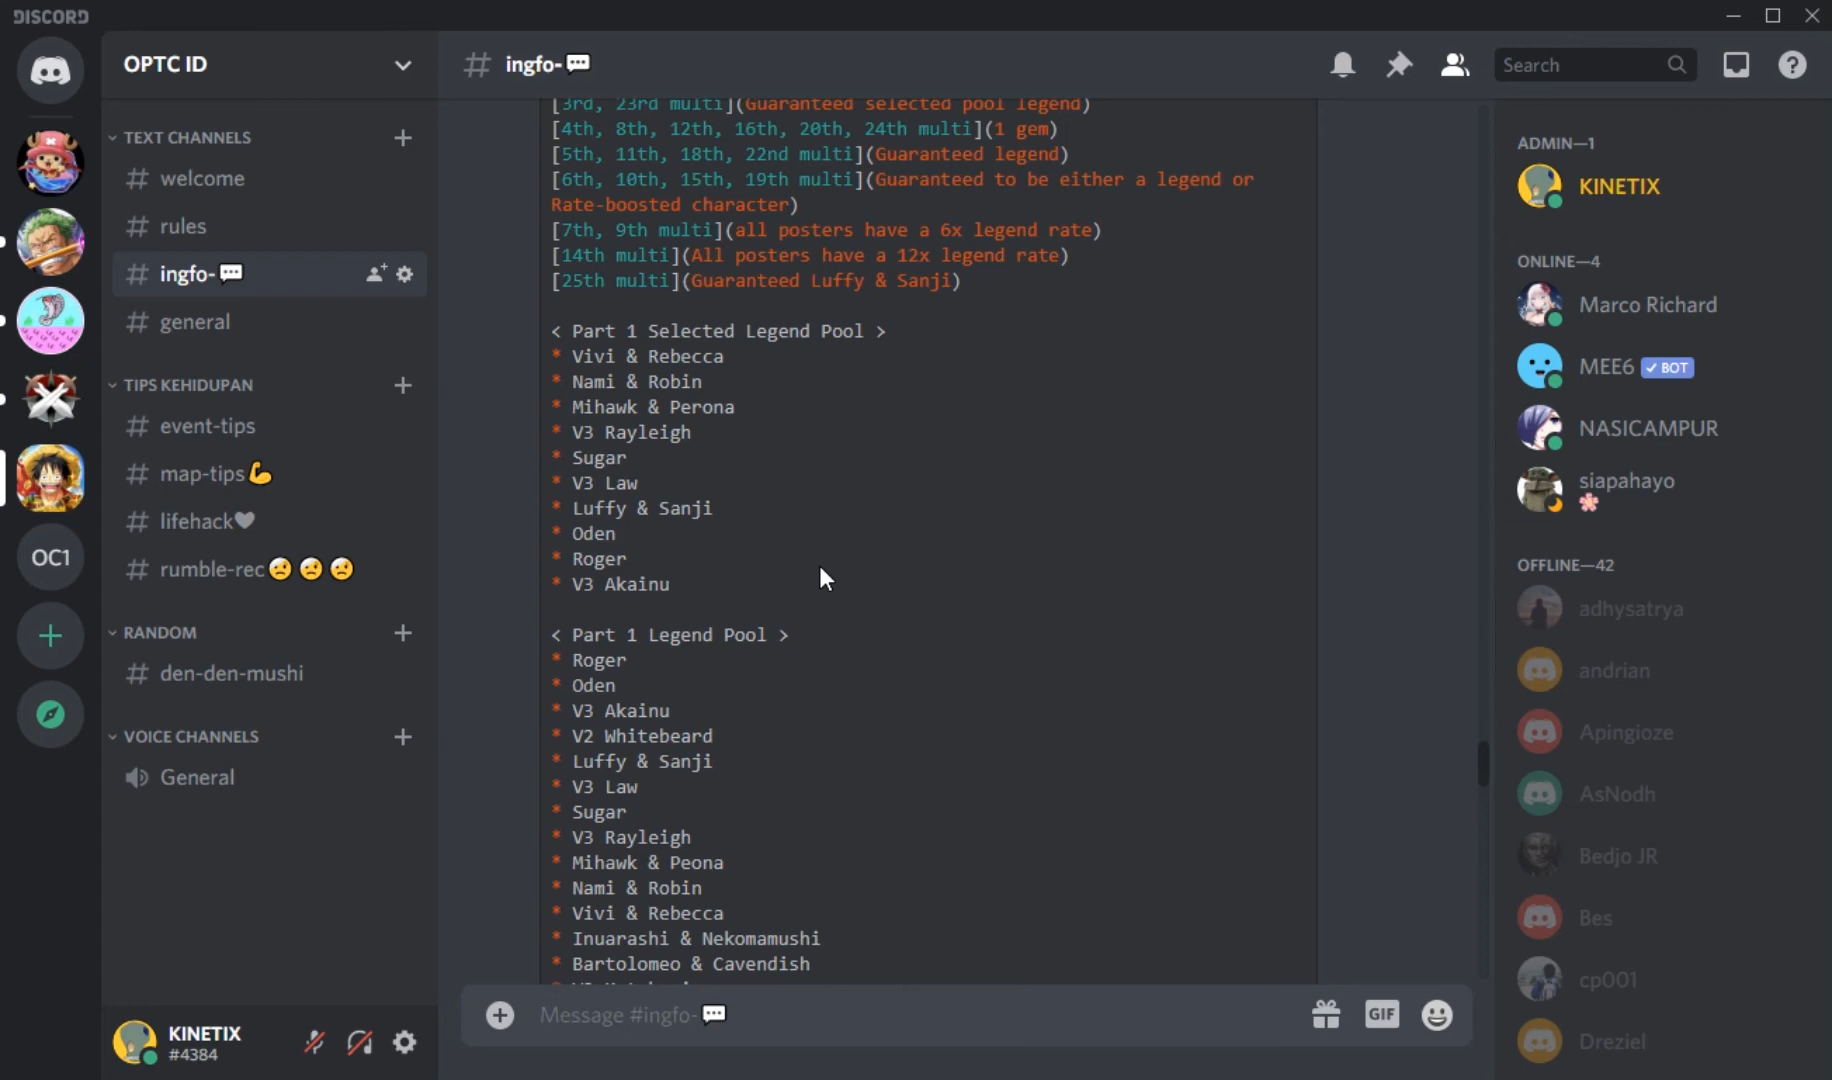 DISCORD
OPTC ID
TEXT CHANNELS
# welcome
# rules
# ingfo-💬
# general
TIPS KEHIDUPAN
# event-tips
# map-tips💪
# lifehack🖤
# rumble-rec🤕 🤕 🤕
RANDOM
# den-den-mushi
VOICE CHANNELS
General
OC1
KINETIX
#4384
# ingfo-💬
Search
[3rd, 23rd multi](Guaranteed selected pool legend)
[4th, 8th, 12th, 16th, 20th, 24th multi](1 gem)
[5th, 11th, 18th, 22nd multi](Guaranteed legend)
[6th, 10th, 15th, 19th multi](Guaranteed to be either a legend or
Rate-boosted character)
[7th, 9th multi](all posters have a 6x legend rate)
[14th multi](All posters have a 12x legend rate)
[25th multi](Guaranteed Luffy & Sanji)
< Part 1 Selected Legend Pool >
* Vivi & Rebecca
* Nami & Robin
* Mihawk & Perona
* V3 Rayleigh
* Sugar
* V3 Law
* Luffy & Sanji
* Oden
* Roger
* V3 Akainu
< Part 1 Legend Pool >
* Roger
* Oden
* V3 Akainu
* V2 Whitebeard
* Luffy & Sanji
* V3 Law
* Sugar
* V3 Rayleigh
* Mihawk & Peona
* Nami & Robin
* Vivi & Rebecca
* Inuarashi & Nekomamushi
* Bartolomeo & Cavendish
Message #ingfo-💬
GIF
ADMIN—1
KINETIX
ONLINE—4
Marco Richard
MEE6 ✓ BOT
NASICAMPUR
siapahayo
🌸
OFFLINE—42
adhysatrya
andrian
Apingioze
AsNodh
Bedjo JR
Bes
cp001
Dreziel